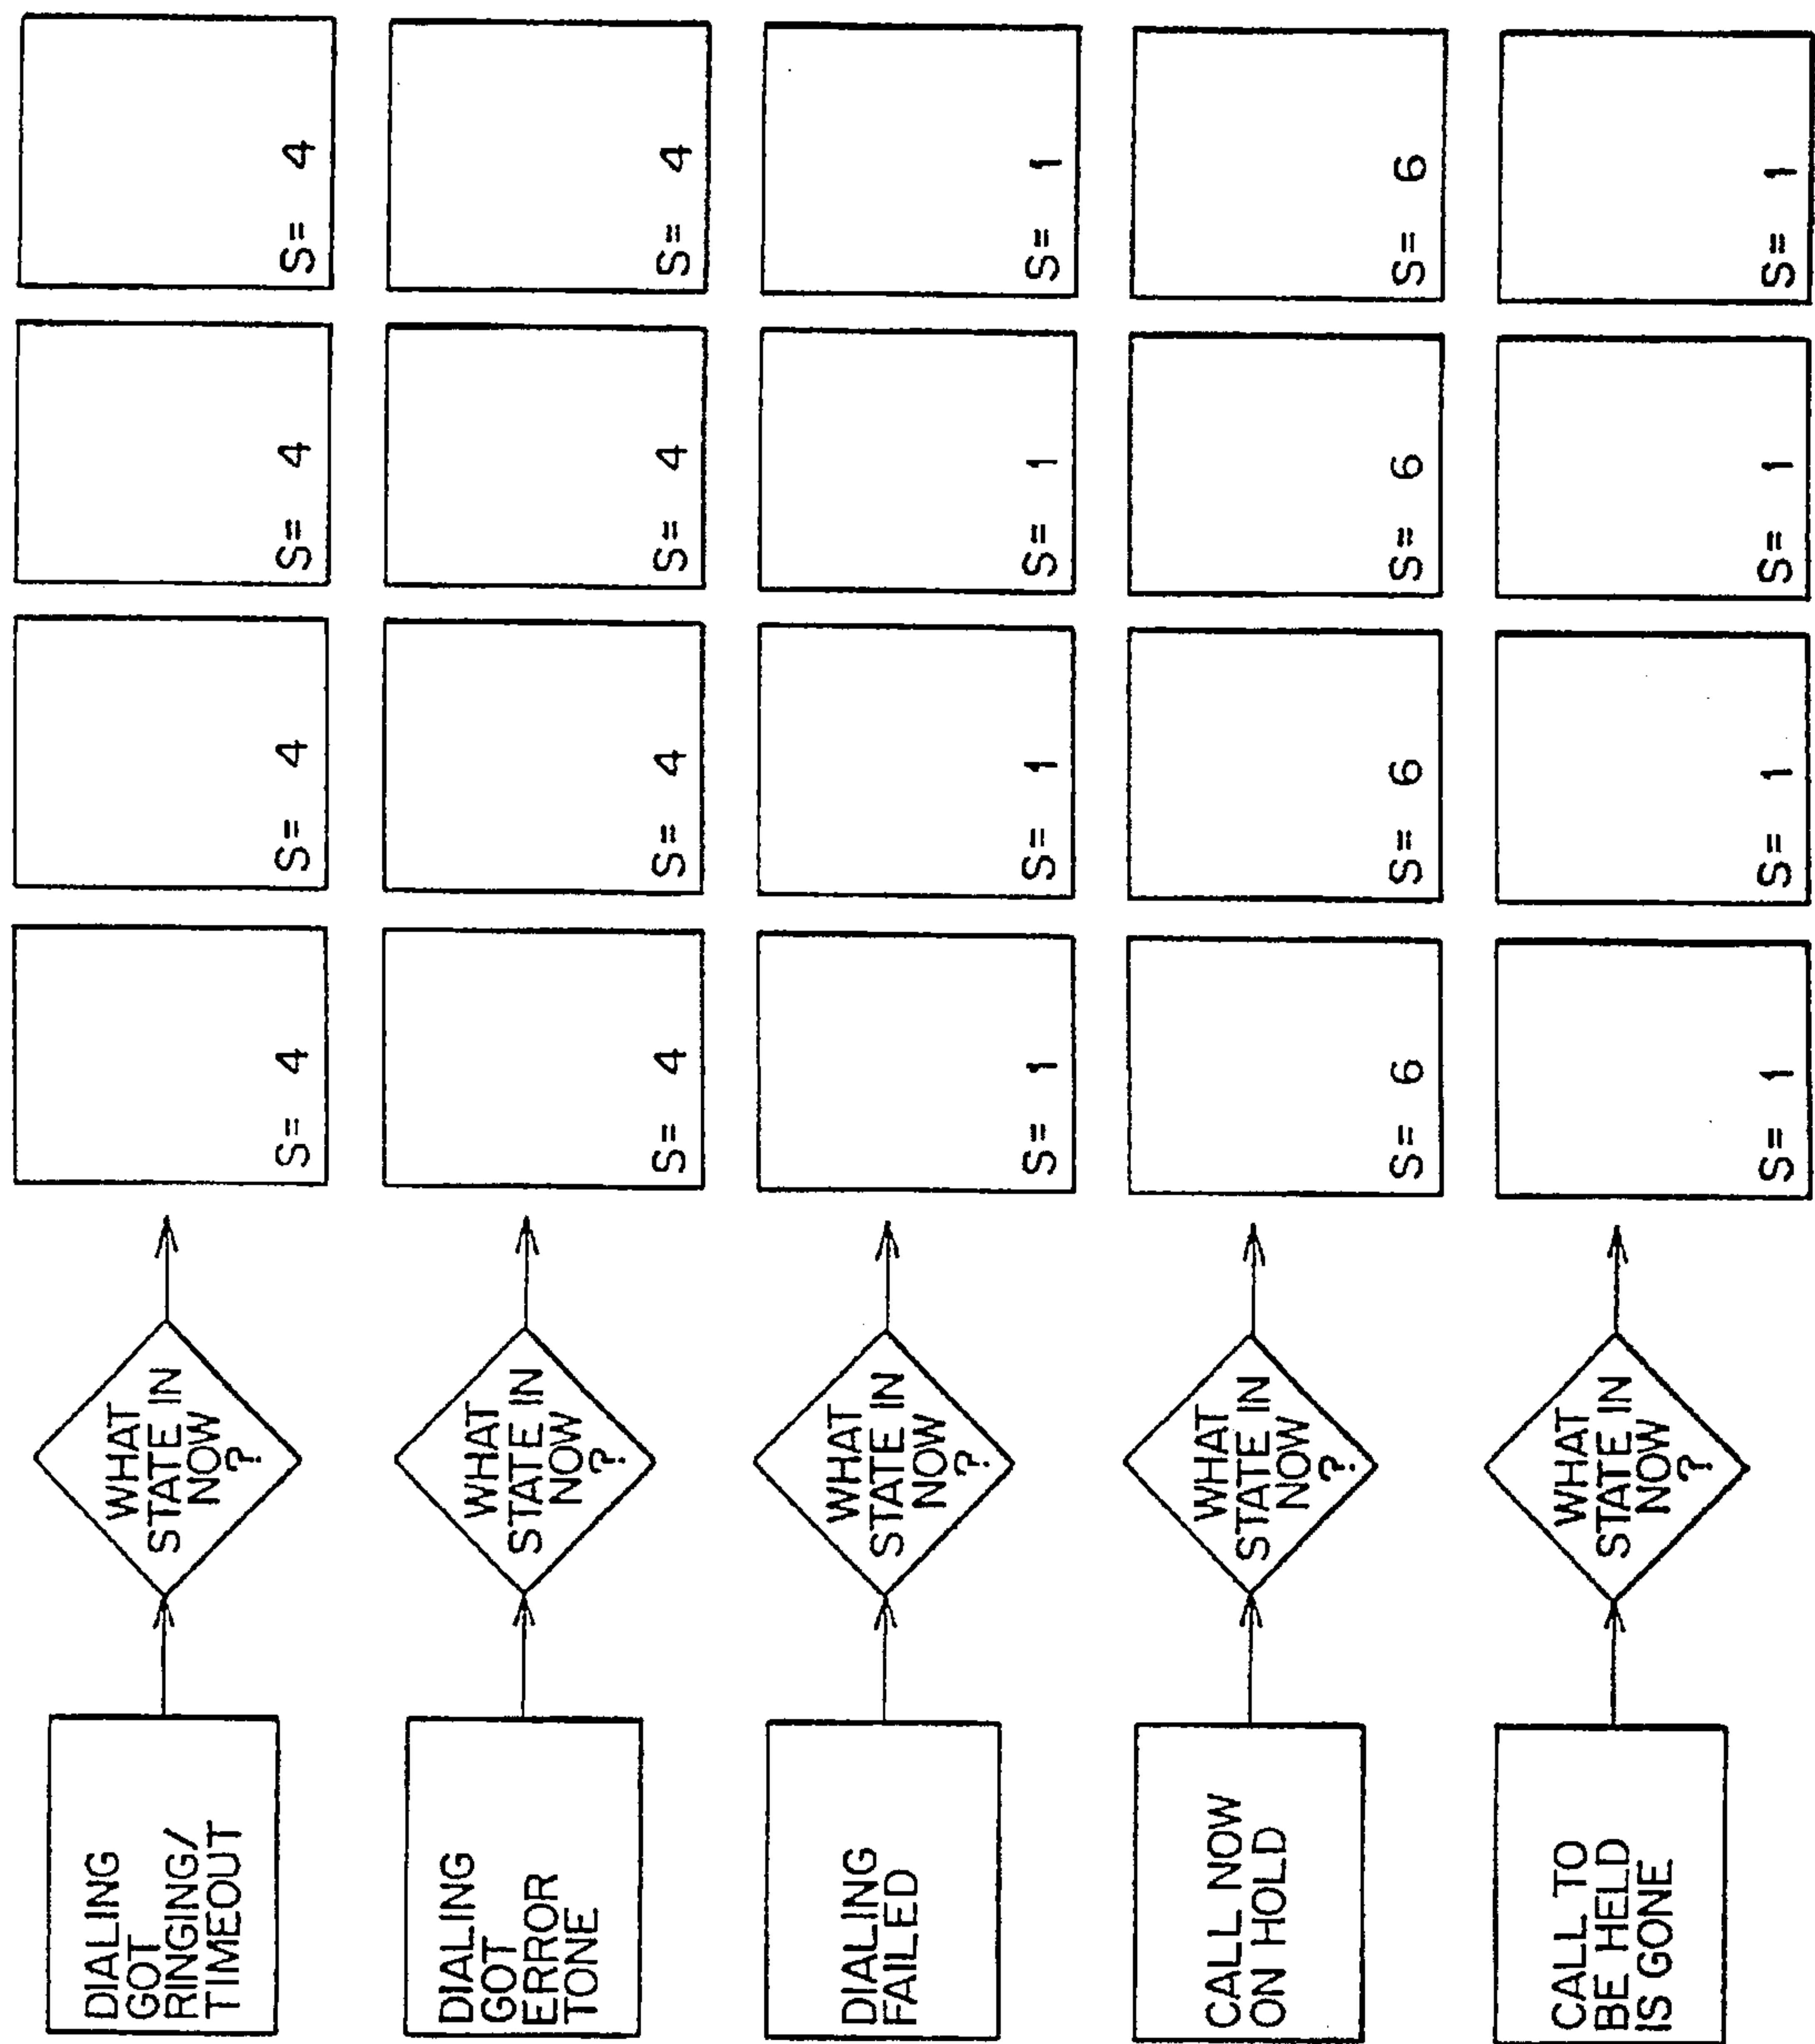 DIALING
GOT
RINGING/
TIMEOUT
WHAT
STATE IN
NOW
?
S= 4
S= 4
S= 4
S= 4
DIALING
GOT
ERROR
TONE
WHAT
STATE IN
NOW
?
S= 4
S= 4
S= 4
S= 4
DIALING
FAILED
WHAT
STATE IN
NOW
?
S= 1
S= 1
S= 1
S= 1
CALL NOW
ON HOLD
WHAT
STATE IN
NOW
?
S= 6
S= 6
S= 6
S= 6
CALL TO
BE HELD
IS GONE
WHAT
STATE IN
NOW
?
S= 1
S= 1
S= 1
S= 1